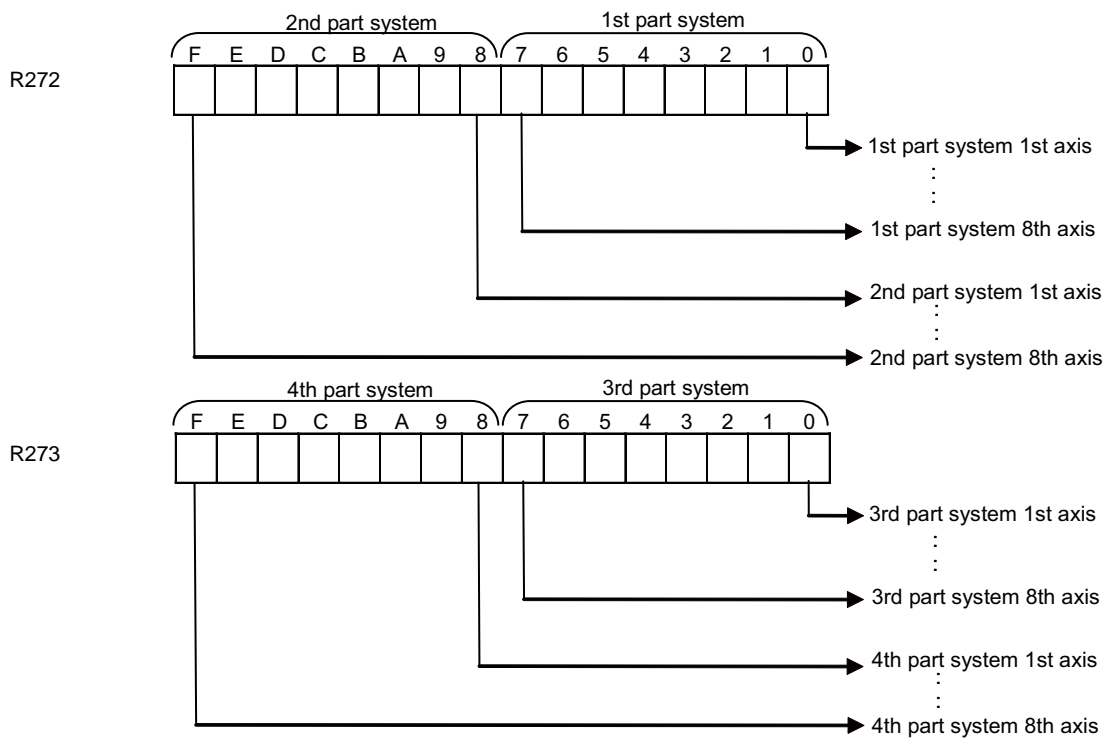 2nd part system 1st part system
F E D C B A 9 8 7 6 5 4 3 2 1 0
R272
1st part system 1st axis
1st part system 8th axis
2nd part system 1st axis
2nd part system 8th axis
4th part system 3rd part system
F E D C B A 9 8 7 6 5 4 3 2 1 0
R273
3rd part system 1st axis
3rd part system 8th axis
4th part system 1st axis
4th part system 8th axis